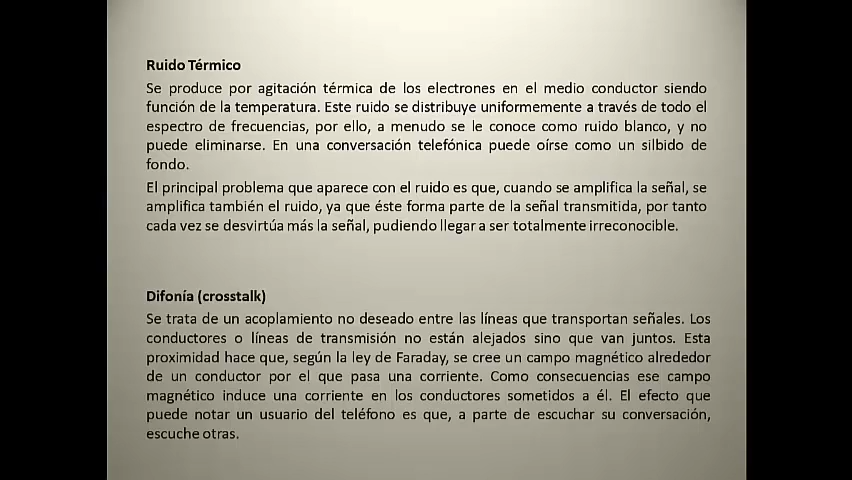 Ruido Térmico
Se produce por agitación térmica de los electrones en el medio conductor siendo
función de la temperatura. Este ruido se distribuye uniformemente a través de todo el
espectro de frecuencias, por ello, a menudo se le conoce como ruido blanco, y no
puede eliminarse. En una conversación telefónica puede oírse como un silbido de
fondo.
El principal problema que aparece con el ruido es que, cuando se amplifica la señal, se
amplifica también el ruido, ya que éste forma parte de la señal transmitida, por tanto
cada vez se desvirtúa más la señal, pudiendo llegar a ser totalmente irreconocible.
Difonía (crosstalk)
Se trata de un acoplamiento no deseado entre las líneas que transportan señales. Los
conductores o líneas de transmisión no están alejados sino que van juntos. Esta
proximidad hace que, según la ley de Faraday, se cree un campo magnético alrededor
de un conductor por el que pasa una corriente. Como consecuencias ese campo
magnético induce una corriente en los conductores sometidos a él. El efecto que
puede notar un usuario del teléfono es que, a parte de escuchar su conversación,
escuche otras.